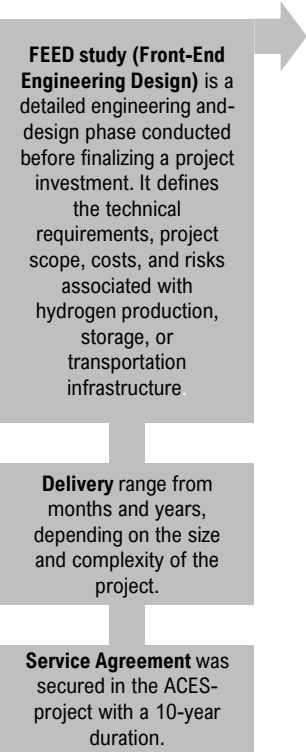 FEED study (Front-End
Engineering Design) is a
detailed engineering and-
design phase conducted
before finalizing a project
investment. It defines
the technical
requirements, project
scope, costs, and risks
associated with
hydrogen production,
storage, or
transportation
infrastructure.
Delivery range from
months and years,
depending on the size
and complexity of the
project.
Service Agreement was
secured in the ACES-
project with a 10-year
duration.